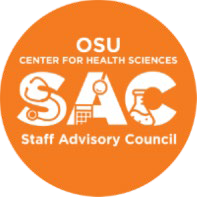 OSU
CENTER FOR HEALTH SCIENCES
SAC
Staff Advisory Council